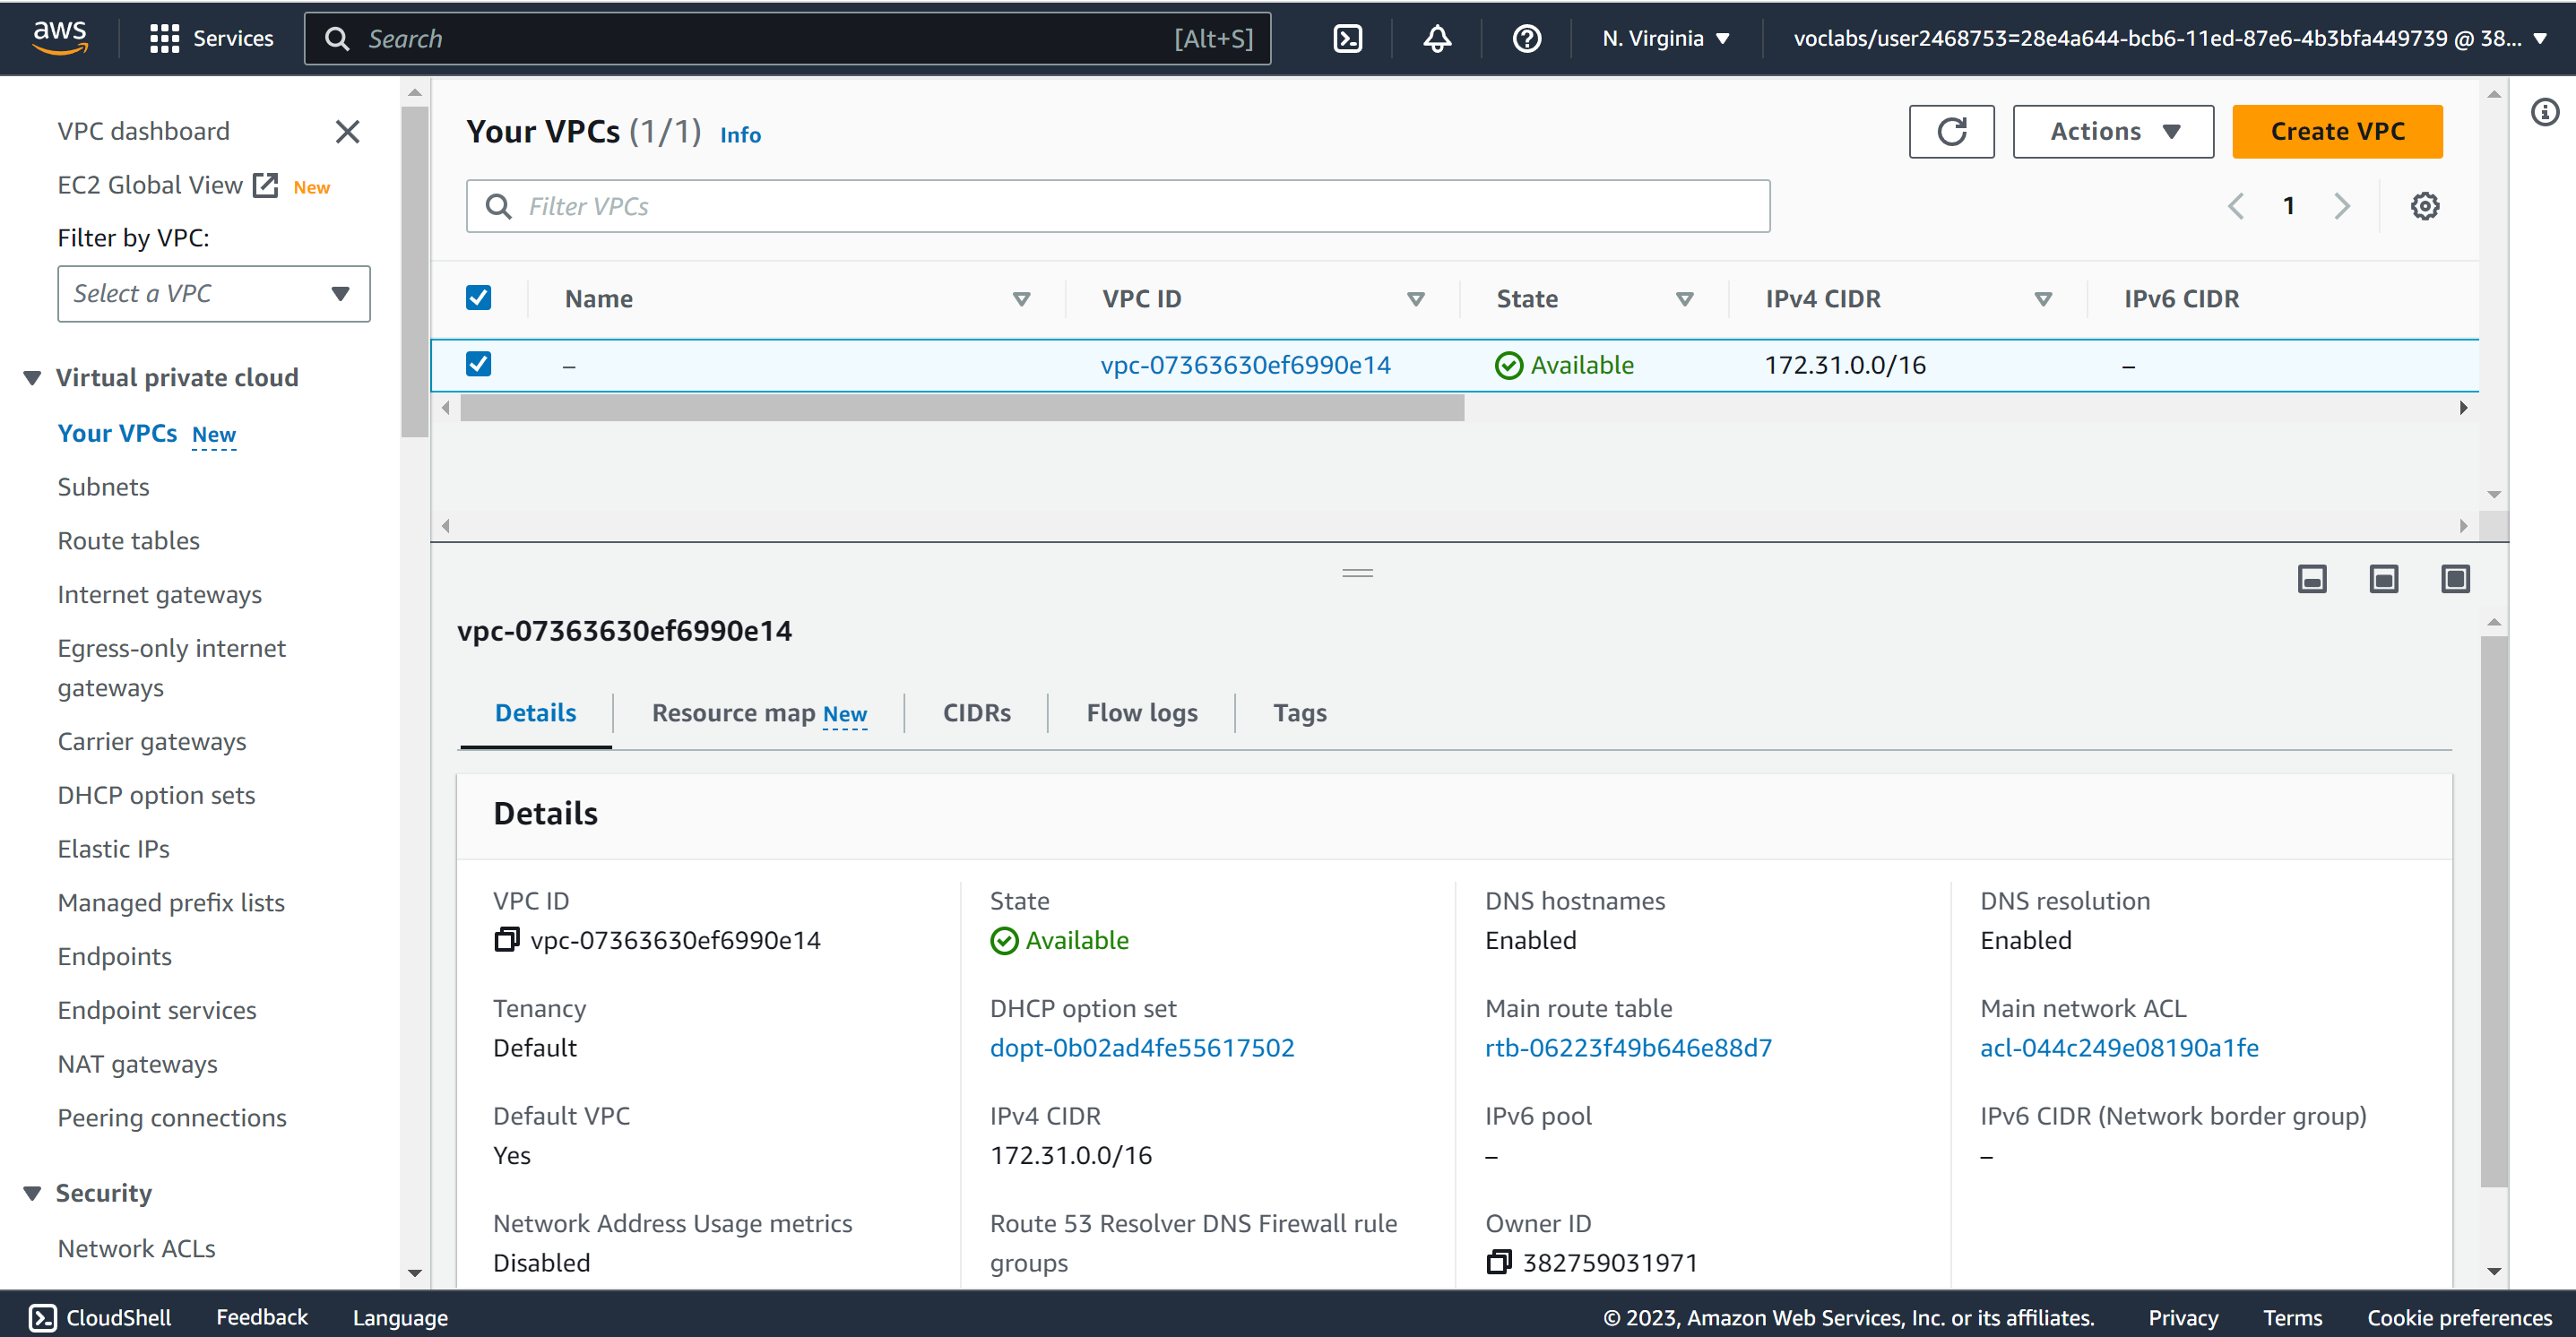 aws
Services
Search [Alt+S]
N. Virginia
voclabs/user2468753=28e4a644-bcb6-11ed-87e6-4b3bfa449739 @ 38...
VPC dashboard
EC2 Global View New
Filter by VPC:
Select a VPC
Virtual private cloud
Your VPCs New
Subnets
Route tables
Internet gateways
Egress-only internet
gateways
Carrier gateways
DHCP option sets
Elastic IPs
Managed prefix lists
Endpoints
Endpoint services
NAT gateways
Peering connections
Security
Network ACLs
Your VPCs (1/1) Info
Actions
Create VPC
Filter VPCs
1
Name VPC ID State IPv4 CIDR IPv6 CIDR
– vpc-07363630ef6990e14 Available 172.31.0.0/16 –
vpc-07363630ef6990e14
Details Resource map New CIDRs Flow logs Tags
Details
VPC ID
vpc-07363630ef6990e14
State
Available
DNS hostnames
Enabled
DNS resolution
Enabled
Tenancy
Default
DHCP option set
dopt-0b02ad4fe55617502
Main route table
rtb-06223f49b646e88d7
Main network ACL
acl-044c249e08190a1fe
Default VPC
Yes
IPv4 CIDR
172.31.0.0/16
IPv6 pool
–
IPv6 CIDR (Network border group)
–
Network Address Usage metrics
Disabled
Route 53 Resolver DNS Firewall rule
groups
Owner ID
382759031971
CloudShell Feedback Language
© 2023, Amazon Web Services, Inc. or its affiliates. Privacy Terms Cookie preferences